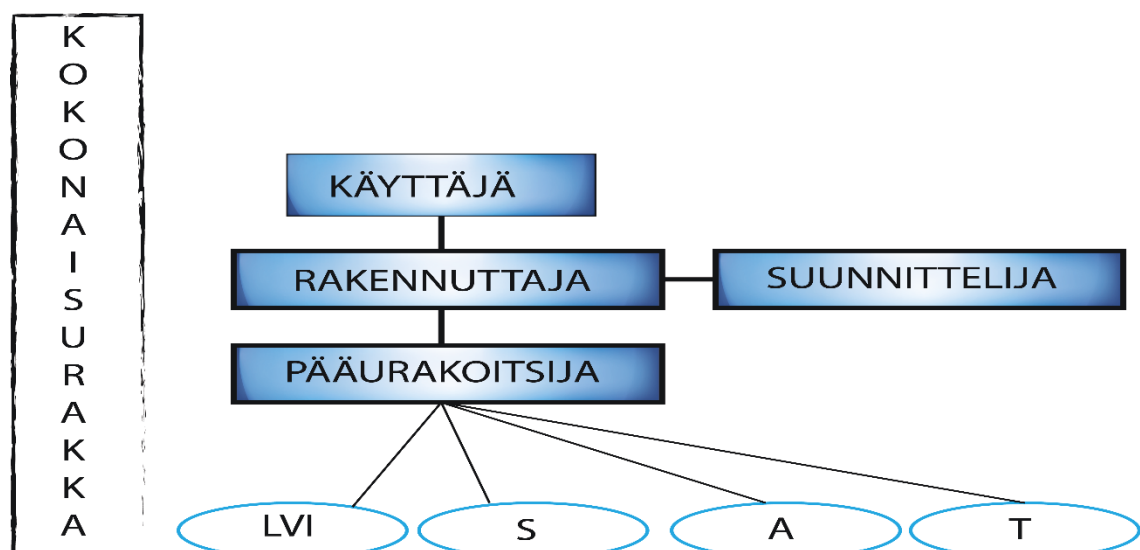 KOKONAISURAKKA
KÄYTTÄJÄ
RAKENNUTTAJA
SUUNNITTELIJA
PÄÄURAKOITSIJA
LVI
S
A
T